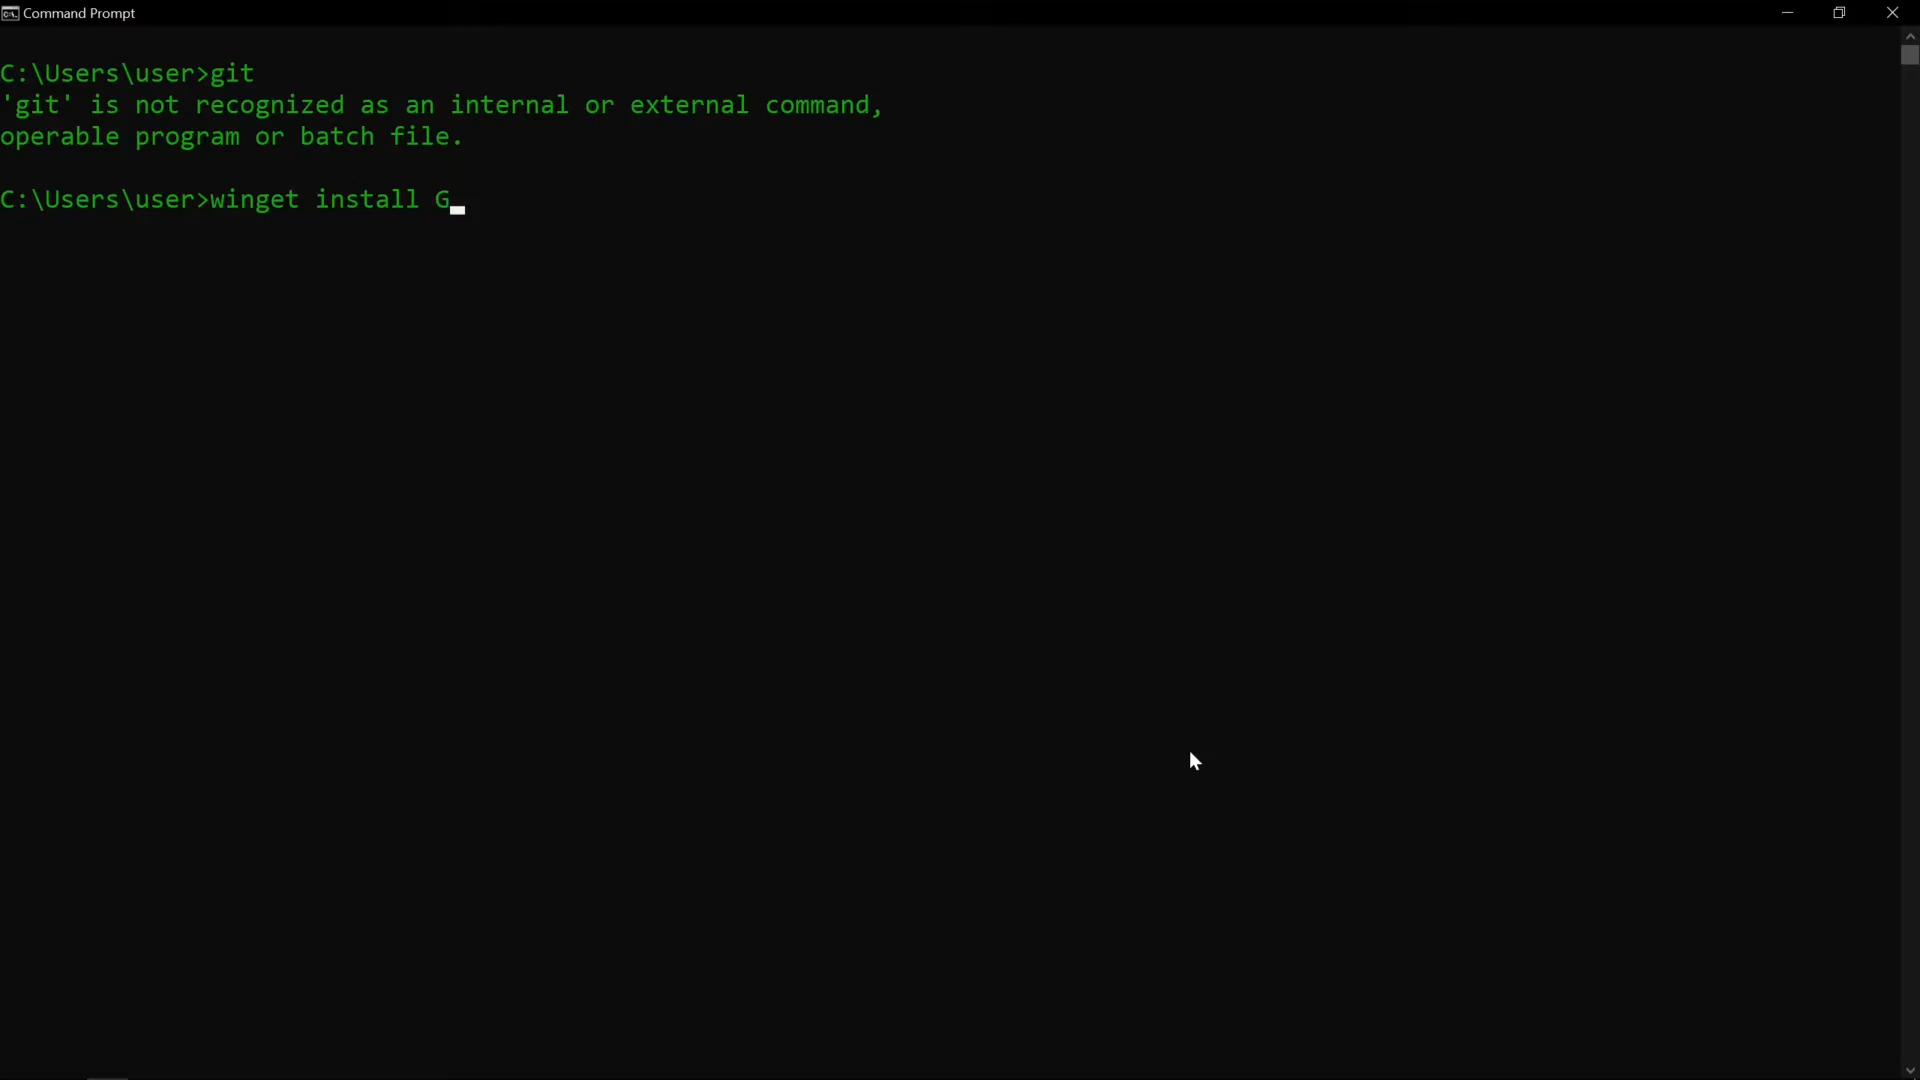 Command Prompt
C:\Users\user>git
'git' is not recognized as an internal or external command,
operable program or batch file.
C:\Users\user>winget install G